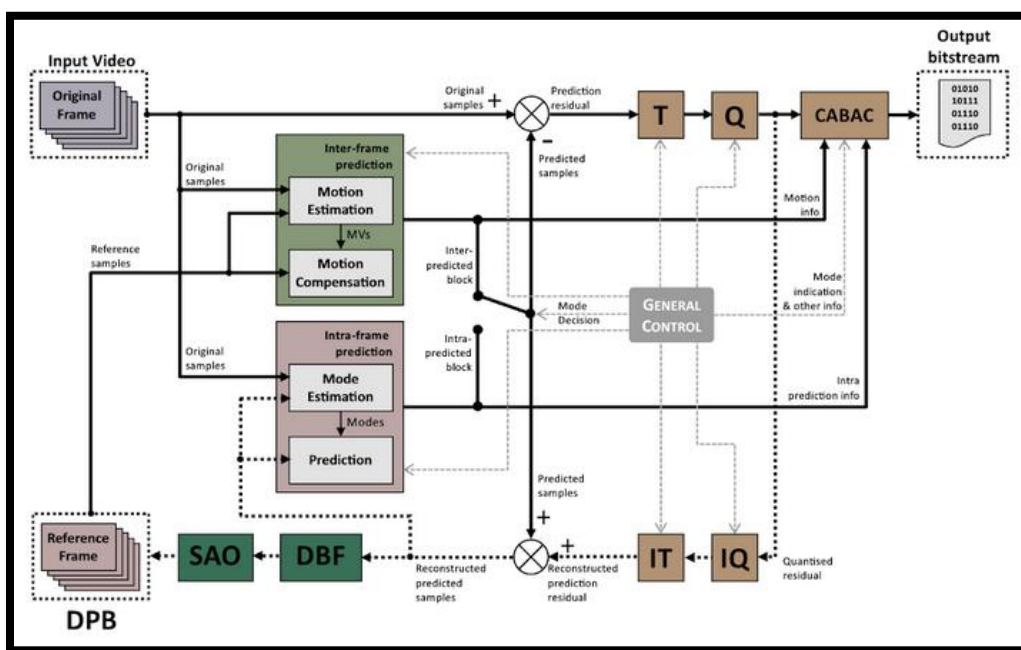 Input Video
Original
Frame
Original
samples
+
Prediction
residual
−
Predicted
samples
T
Q
CABAC
Output
bitstream
01010
10111
01110
01110
Original
samples
Inter-frame
prediction
Motion
Estimation
MVs
Motion
Compensation
Reference
samples
Motion
info
Inter-
predicted
block
Mode
Decision
GENERAL
CONTROL
Mode
indication
& other info
Intra-
predicted
block
Original
samples
Intra-frame
prediction
Mode
Estimation
Modes
Prediction
Intra
prediction info
Predicted
samples
+
+
Reference
Frame
DPB
SAO
DBF
Reconstructed
predicted
samples
Reconstructed
prediction
residual
IT
IQ
Quantised
residual